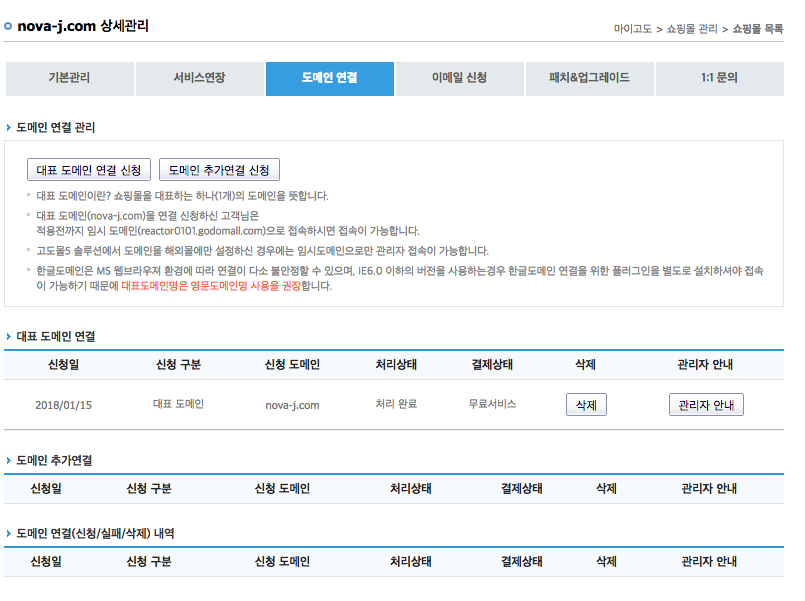 nova-j.com 상세관리
마이고도 > 쇼핑몰 관리 > 쇼핑몰 목록
기본관리 서비스연장 도메인 연결 이메일 신청 패치&업그레이드 1:1 문의
도메인 연결 관리
대표 도메인 연결 신청 도메인 추가연결 신청
대표 도메인이란? 쇼핑몰을 대표하는 하나(1개)의 도메인을 뜻합니다.
대표 도메인(nova-j.com)을 연결 신청하신 고객님은
적용전까지 임시 도메인(reactor0101.godomall.com)으로 접속하시면 접속이 가능합니다.
고도몰5 솔루션에서 도메인을 해외몰에만 설정하신 경우에는 임시도메인으로만 관리자 접속이 가능합니다.
한글도메인은 MS 웹브라우져 환경에 따라 연결이 다소 불안정할 수 있으며, IE6.0 이하의 버전을 사용하는경우 한글도메인 연결을 위한 플러그인을 별도로 설치하셔야 접속
이 가능하기 때문에 대표도메인명은 영문도메인명 사용을 권장합니다.
대표 도메인 연결
신청일 신청 구분 신청 도메인 처리상태 결제상태 삭제 관리자 안내
2018/01/15 대표 도메인 nova-j.com 처리 완료 무료서비스 삭제 관리자 안내
도메인 추가연결
신청일 신청 구분 신청 도메인 처리상태 결제상태 삭제 관리자 안내
도메인 연결(신청/실패/삭제) 내역
신청일 신청 구분 신청 도메인 처리상태 결제상태 삭제 관리자 안내